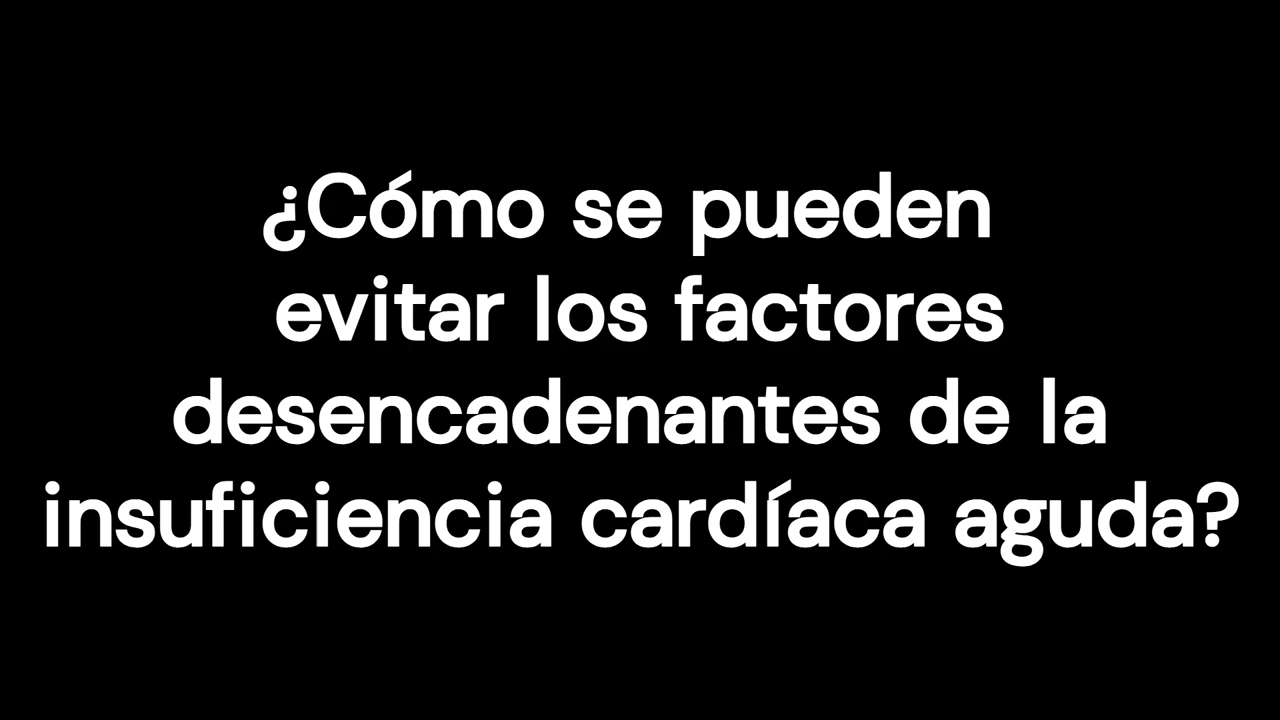 ¿Cómo se pueden
evitar los factores
desencadenantes de la
insuficiencia cardíaca aguda?